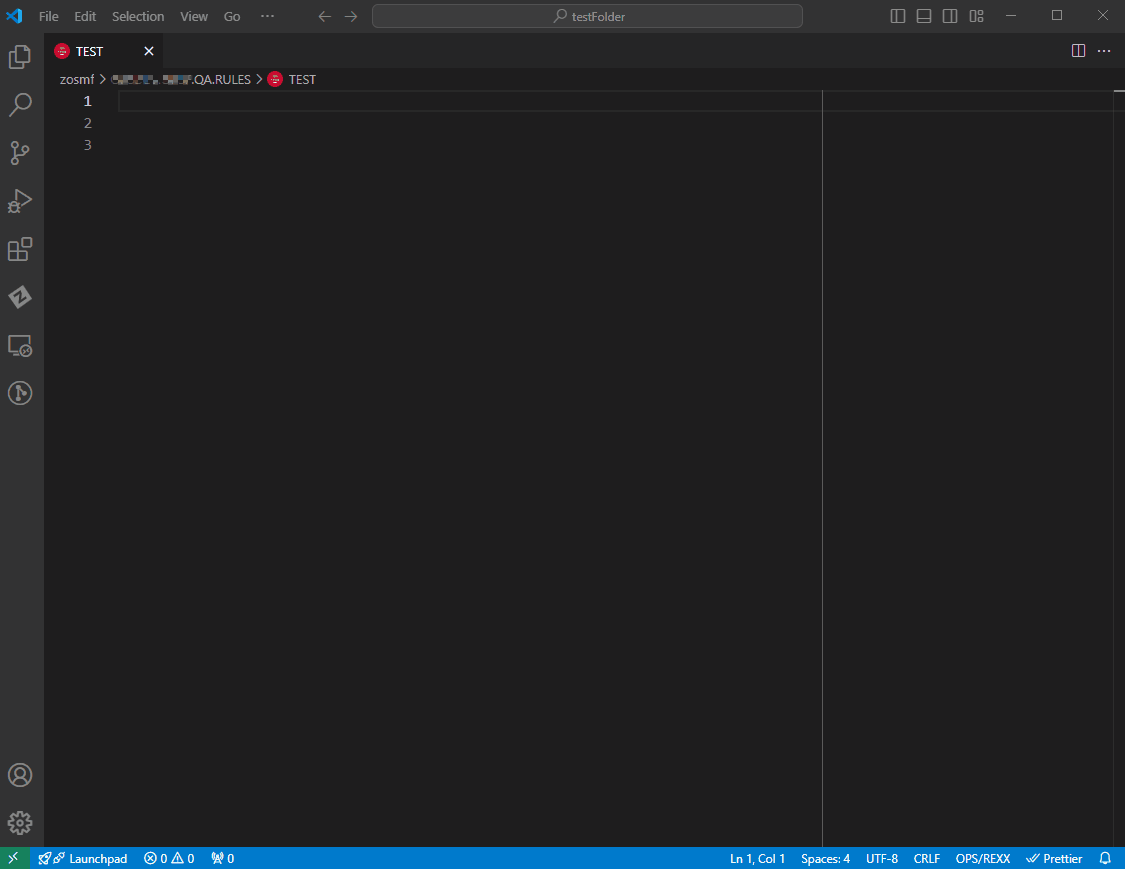 File Edit Selection View Go ··· testFolder
TEST
zosmf > .QA.RULES > TEST
1
2
3
Launchpad 0 0 0 Ln 1, Col 1 Spaces: 4 UTF-8 CRLF OPS/REXX Prettier